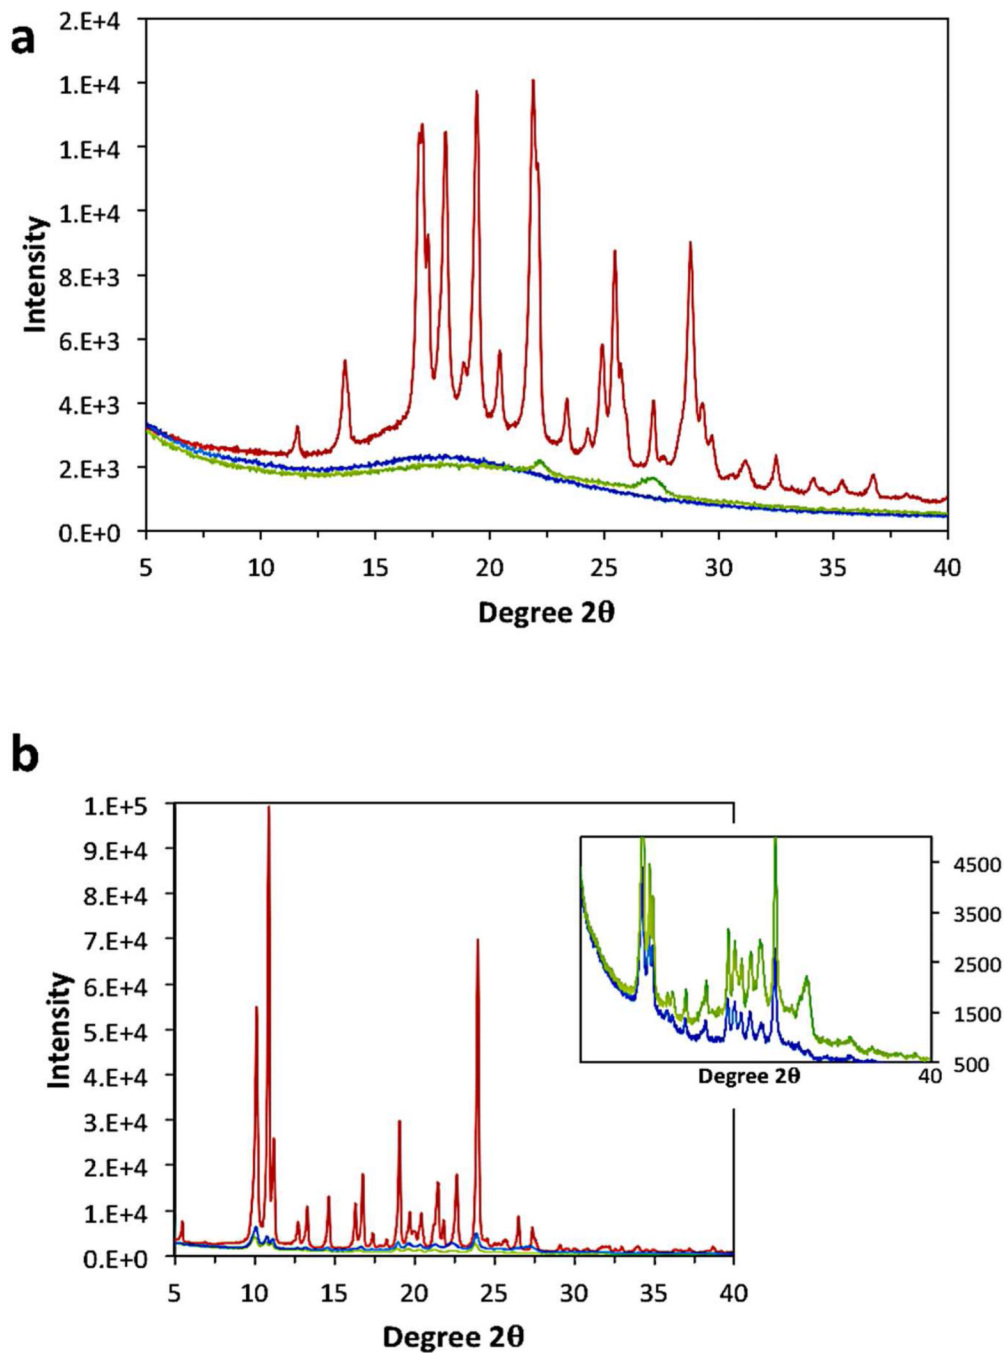 a
2.E+4
1.E+4
1.E+4
1.E+4
8.E+3
6.E+3
4.E+3
2.E+3
0.E+0
Intensity
5 10 15 20 25 30 35 40
Degree 2θ
b
1.E+5
9.E+4
8.E+4
7.E+4
6.E+4
5.E+4
4.E+4
3.E+4
2.E+4
1.E+4
0.E+0
Intensity
4500
3500
2500
1500
500
Degree 2θ 40
5 10 15 20 25 30 35 40
Degree 2θ